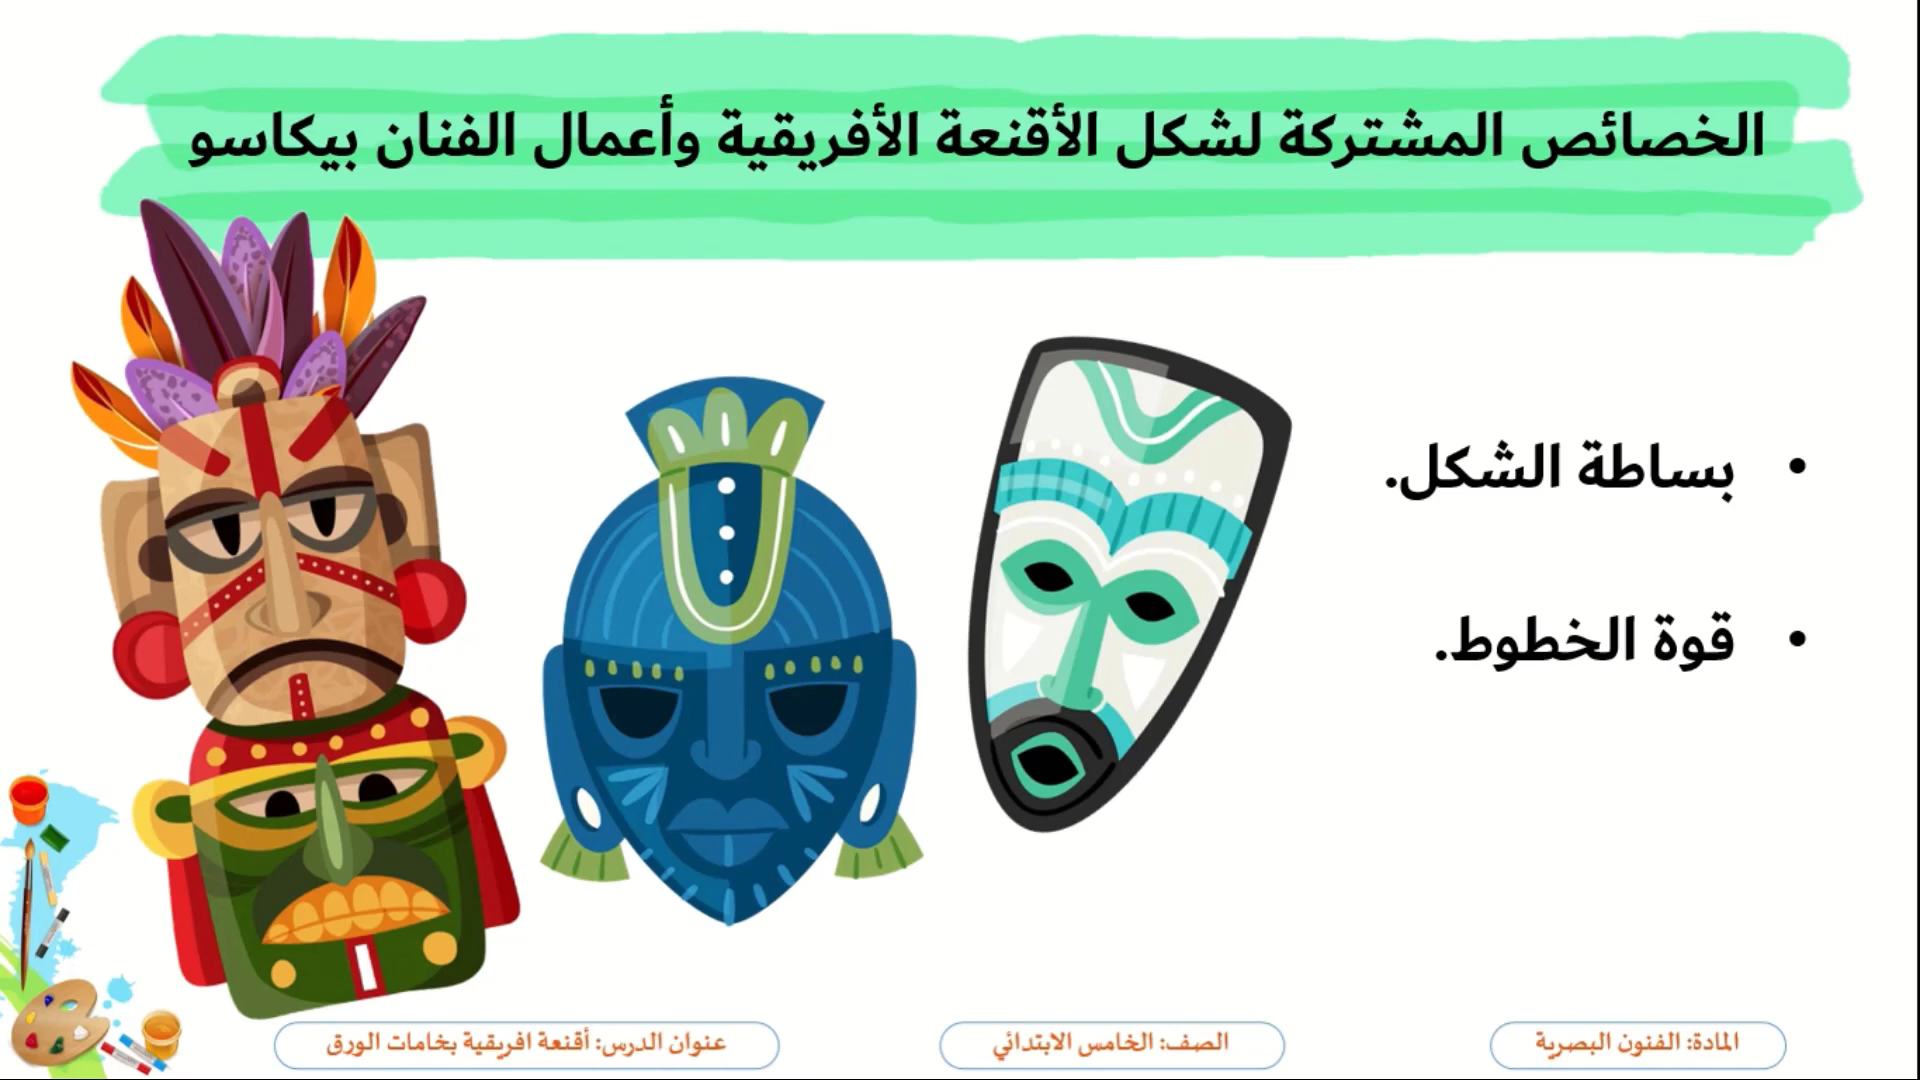 الخصائص المشتركة لشكل الأقنعة الأفريقية وأعمال الفنان بيكاسو
• بساطة الشكل.
• قوة الخطوط.
المادة: الفنون البصرية
الصف: الخامس الابتدائي
عنوان الدرس: أقنعة افريقية بخامات الورق